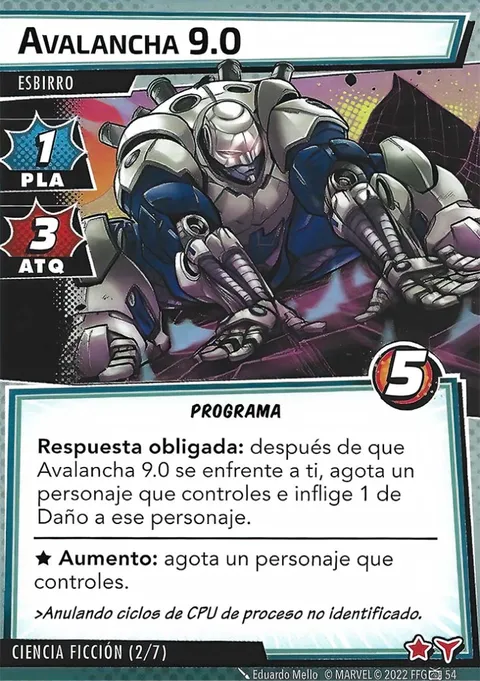 AVALANCHA 9.0
ESBIRRO
1
PLA
3
ATQ
5
PROGRAMA
Respuesta obligada: después de que
Avalancha 9.0 se enfrente a ti, agota un
personaje que controles e inflige 1 de
Daño a ese personaje.
★ Aumento: agota un personaje que
controles.
>Anulando ciclos de CPU de proceso no identificado.
CIENCIA FICCIÓN (2/7)
Eduardo Mello © MARVEL © 2022 FFG 54